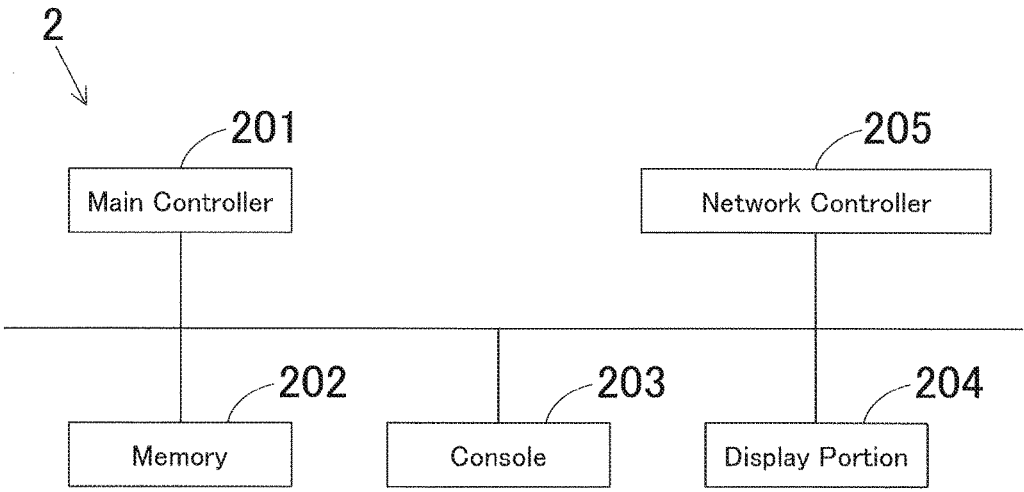 2
201
205
Main Controller
Network Controller
202
203
204
Memory
Console
Display Portion